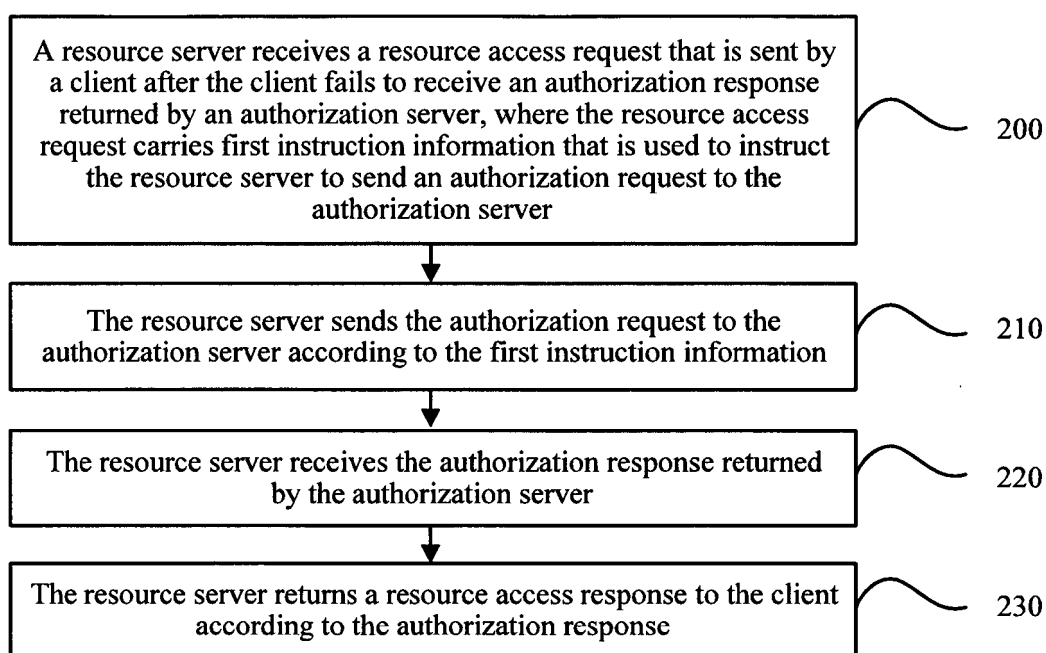 A resource server receives a resource access request that is sent by
a client after the client fails to receive an authorization response
returned by an authorization server, where the resource access
request carries first instruction information that is used to instruct
the resource server to send an authorization request to the
authorization server
200
The resource server sends the authorization request to the
authorization server according to the first instruction information
210
The resource server receives the authorization response returned
by the authorization server
220
The resource server returns a resource access response to the client
according to the authorization response
230